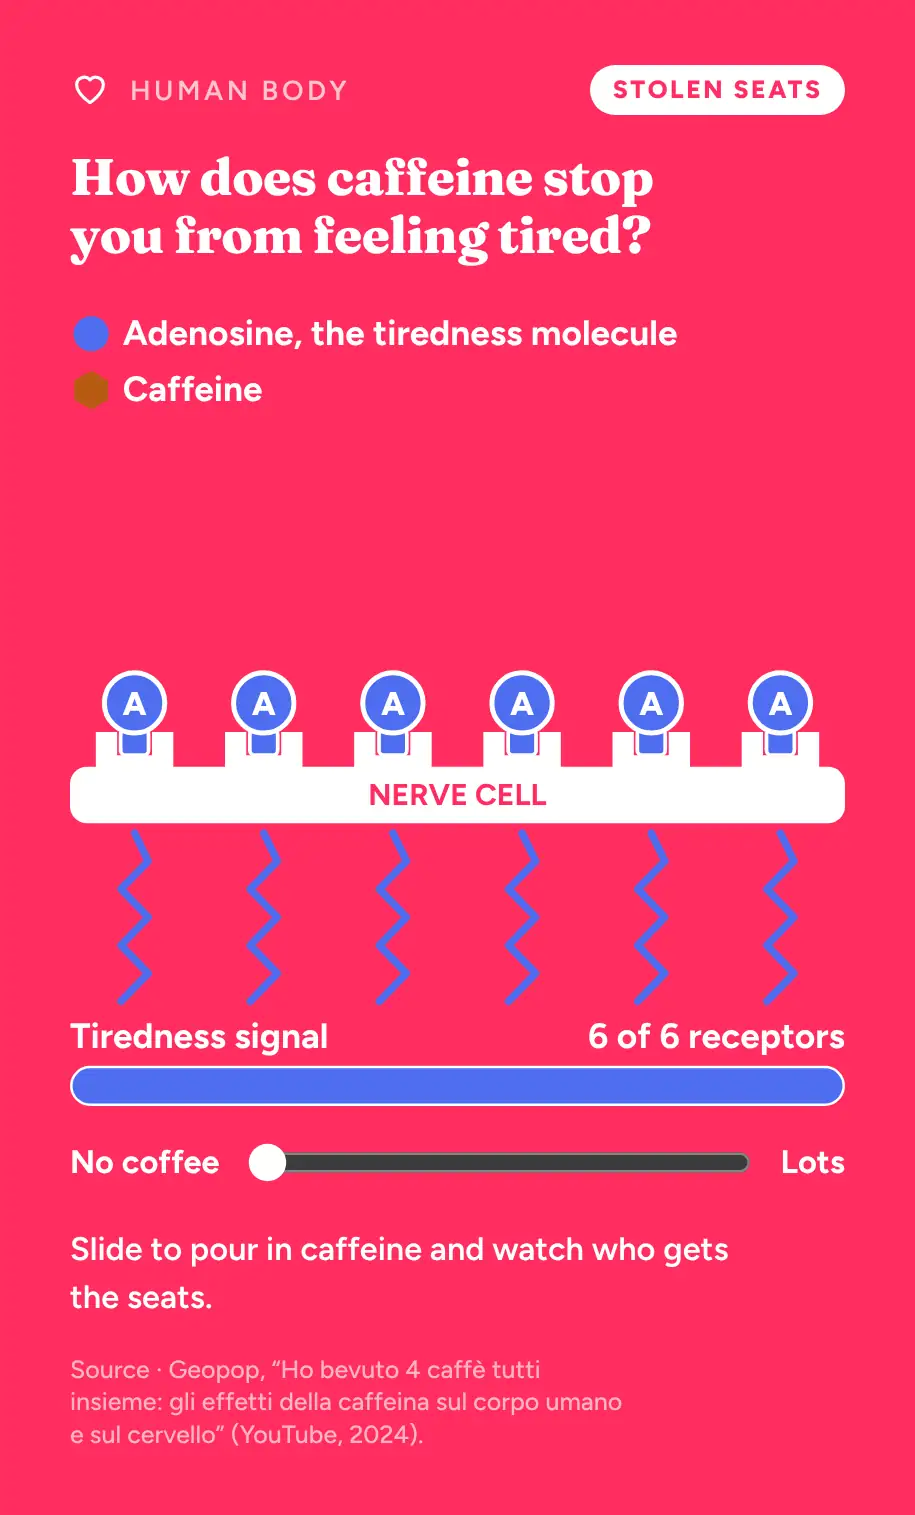 HUMAN BODY
STOLEN SEATS
How does caffeine stop
you from feeling tired?
Adenosine, the tiredness molecule
Caffeine
A A A A A A
NERVE CELL
Tiredness signal
6 of 6 receptors
No coffee
Lots
Slide to pour in caffeine and watch who gets
the seats.
Source · Geopop, “Ho bevuto 4 caffè tutti
insieme: gli effetti della caffeina sul corpo umano
e sul cervello” (YouTube, 2024).